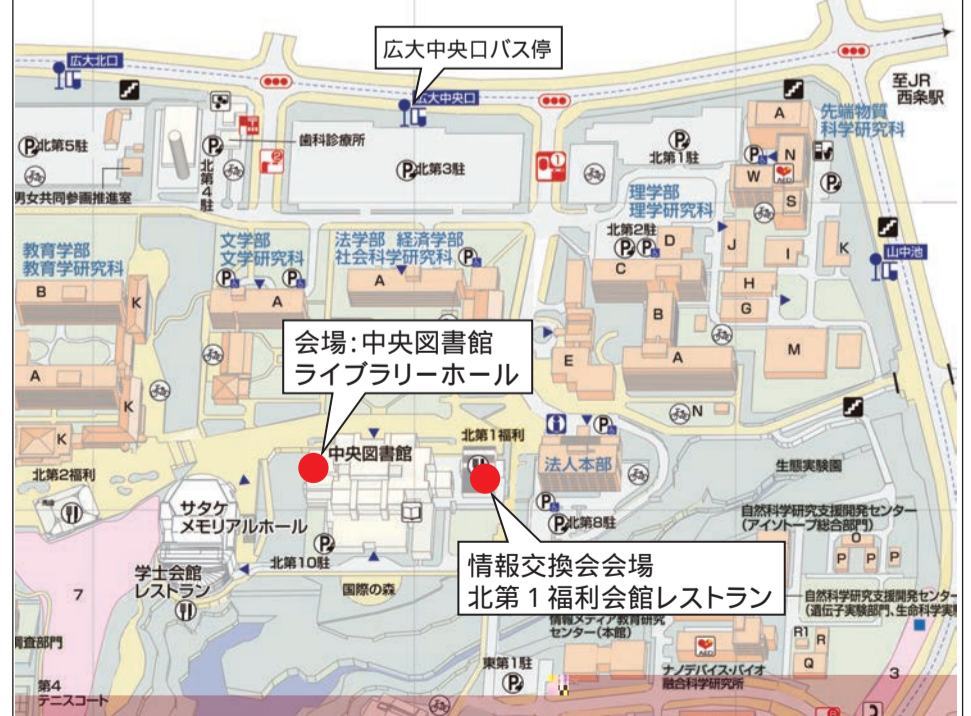 広大中央口バス停
広大北口
広大中央口
至JR
西条駅
先端物質
科学研究科
A
N
W
S
AED
北第5駐
北第4駐
歯科診療所
北第3駐
北第1駐
男女共同参画推進室
理学部
理学研究科
北第2駐
D
J
I
K
山中池
教育学部
教育学研究科
文学部
文学研究科
法学部 経済学部
社会科学研究科
B
K
A
A
C
H
G
B
E
A
M
A
K
K
会場:中央図書館
ライブラリーホール
N
中央図書館
北第1福利
法人本部
北第2福利
サタケ
メモリアルホール
生態実験園
自然科学研究支援開発センター
(アイソトープ総合部門)
O
P
P
P
北第8駐
北第10駐
学士会館
レストラン
国際の森
情報交換会会場
北第1福利会館レストラン
7
自然科学研究支援開発センター
情報メディア教育研究
センター(本館)
AED
ナノデバイス・バイオ
融合科学研究所
R1
R
Q
東第1駐
第4
テニスコート
3